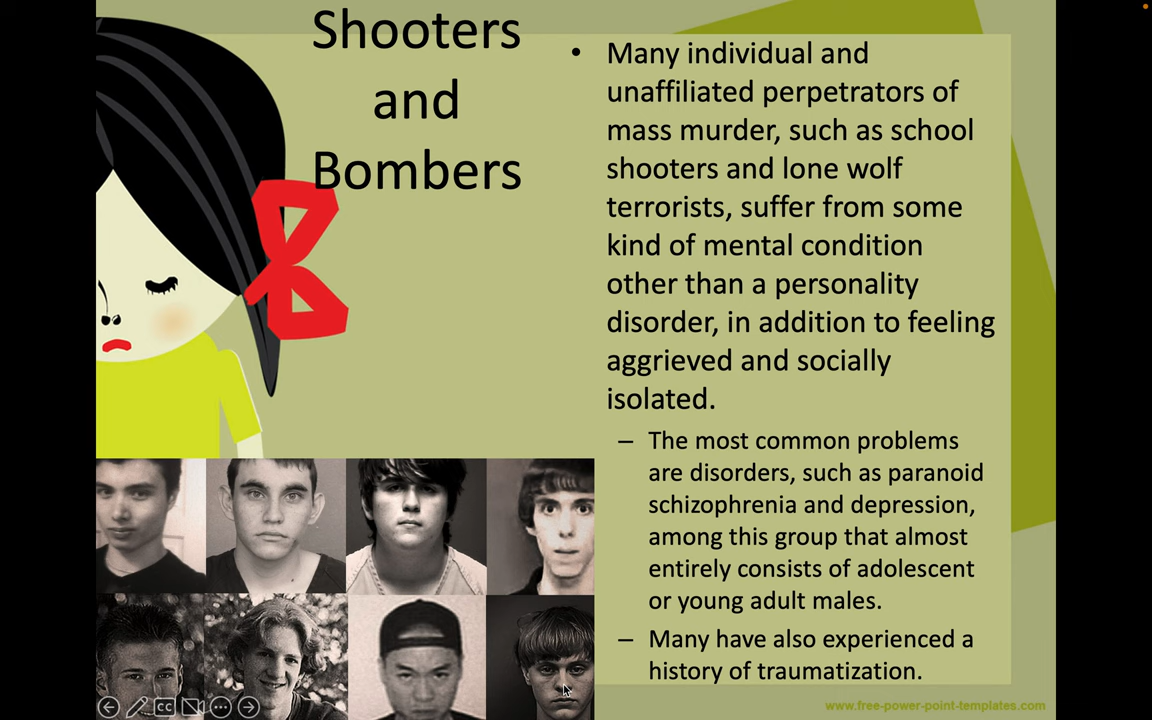 Shooters
and
Bombers
• Many individual and
unaffiliated perpetrators of
mass murder, such as school
shooters and lone wolf
terrorists, suffer from some
kind of mental condition
other than a personality
disorder, in addition to feeling
aggrieved and socially
isolated.
– The most common problems
are disorders, such as paranoid
schizophrenia and depression,
among this group that almost
entirely consists of adolescent
or young adult males.
– Many have also experienced a
history of traumatization.
CC
www.free-power-point-templates.com